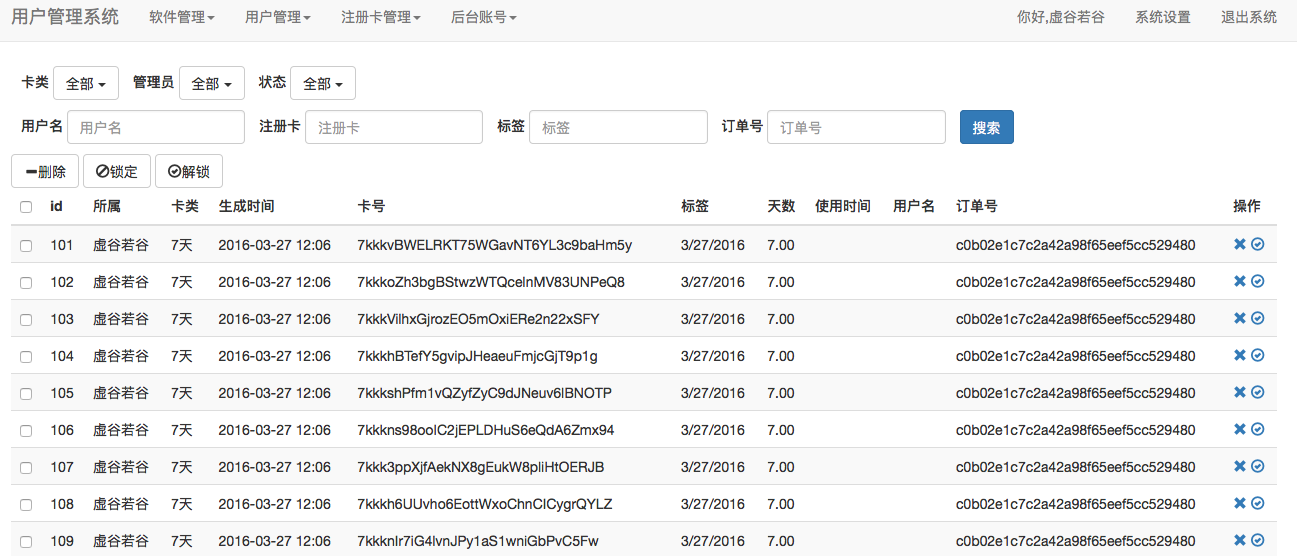 用户管理系统 软件管理 用户管理 注册卡管理 后台账号 你好,虚谷若谷 系统设置 退出系统
卡类 全部 管理员 全部 状态 全部
用户名 用户名 注册卡 注册卡 标签 标签 订单号 订单号 搜索
删除 锁定 解锁
id 所属 卡类 生成时间 卡号 标签 天数 使用时间 用户名 订单号 操作
101 虚谷若谷 7天 2016-03-27 12:06 7kkkvBWELRKT75WGavNT6YL3c9baHm5y 3/27/2016 7.00 c0b02e1c7c2a42a98f65eef5cc529480
102 虚谷若谷 7天 2016-03-27 12:06 7kkkoZh3bgBStwzWTQcelnMV83UNPeQ8 3/27/2016 7.00 c0b02e1c7c2a42a98f65eef5cc529480
103 虚谷若谷 7天 2016-03-27 12:06 7kkkVilhxGjrozEO5mOxiERe2n22xSFY 3/27/2016 7.00 c0b02e1c7c2a42a98f65eef5cc529480
104 虚谷若谷 7天 2016-03-27 12:06 7kkkhBTefY5gvipJHeaeuFmjcGjT9p1g 3/27/2016 7.00 c0b02e1c7c2a42a98f65eef5cc529480
105 虚谷若谷 7天 2016-03-27 12:06 7kkkshPfm1vQZyfZyC9dJNeuv6lBNOTP 3/27/2016 7.00 c0b02e1c7c2a42a98f65eef5cc529480
106 虚谷若谷 7天 2016-03-27 12:06 7kkkns98ooIC2jEPLDHuS6eQdA6Zmx94 3/27/2016 7.00 c0b02e1c7c2a42a98f65eef5cc529480
107 虚谷若谷 7天 2016-03-27 12:06 7kkk3ppXjfAekNX8gEukW8pliHtOERJB 3/27/2016 7.00 c0b02e1c7c2a42a98f65eef5cc529480
108 虚谷若谷 7天 2016-03-27 12:06 7kkkh6UUvho6EottWxoChnCICygrQYLZ 3/27/2016 7.00 c0b02e1c7c2a42a98f65eef5cc529480
109 虚谷若谷 7天 2016-03-27 12:06 7kkknIr7iG4lvnJPy1aS1wniGbPvC5Fw 3/27/2016 7.00 c0b02e1c7c2a42a98f65eef5cc529480